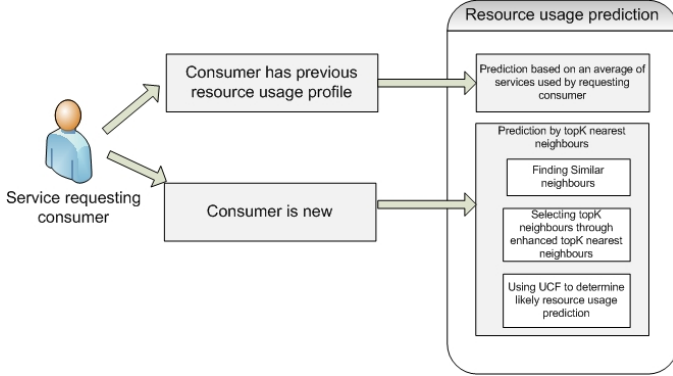 Resource usage prediction
Consumer has previous
resource usage profile
Prediction based on an average of
services used by requesting
consumer
Service requesting
consumer
Consumer is new
Prediction by topK nearest
neighbours
Finding Similar
neighbours
Selecting topK
neighbours through
enhanced topK nearest
neighbours
Using UCF to determine
likely resource usage
prediction